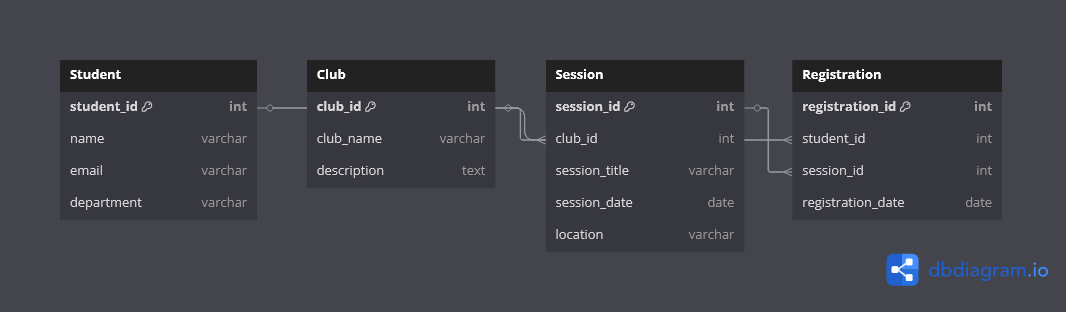 Student
student_id int
name varchar
email varchar
department varchar
Club
club_id int
club_name varchar
description text
Session
session_id int
club_id int
session_title varchar
session_date date
location varchar
Registration
registration_id int
student_id int
session_id int
registration_date date
dbdiagram.io